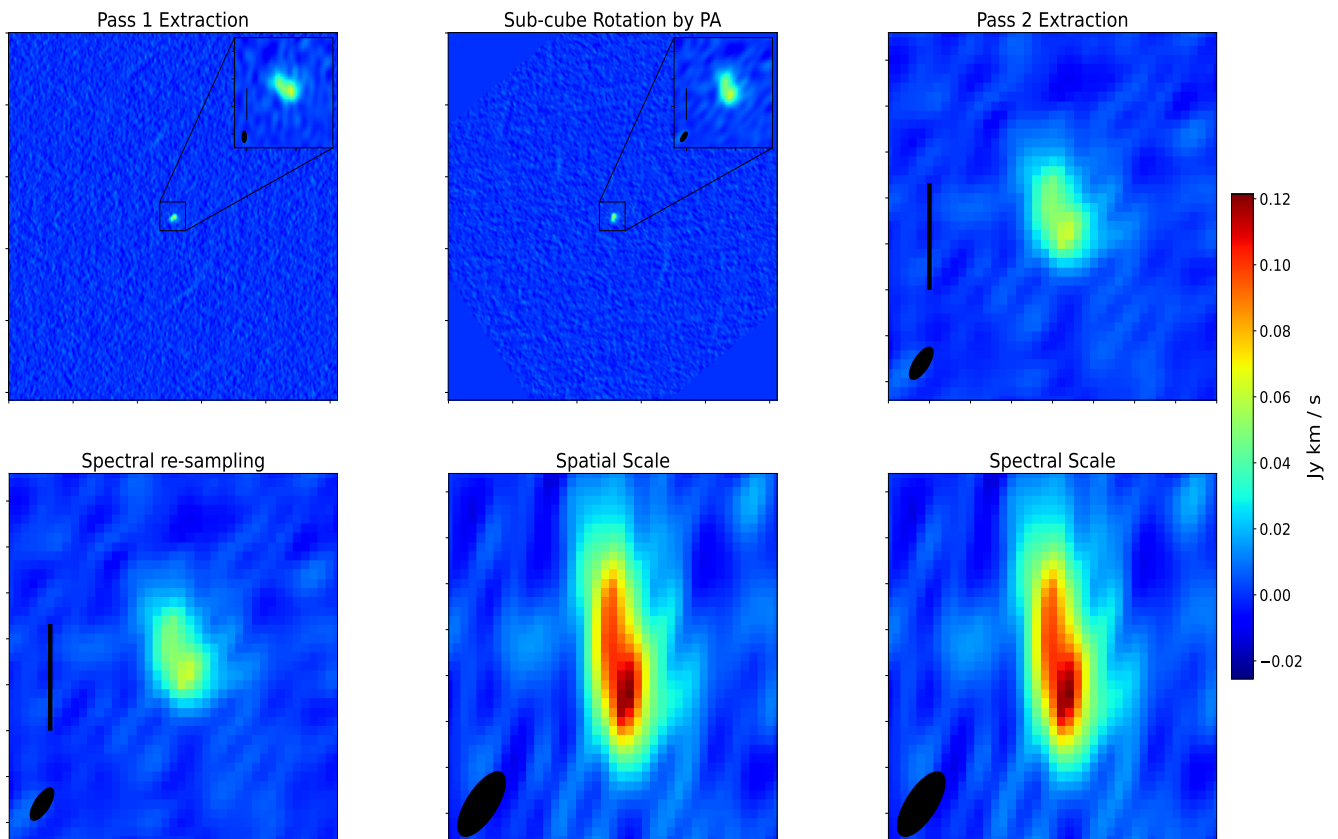 Pass 1 Extraction
Sub-cube Rotation by PA
Pass 2 Extraction
0.12
0.10
0.08
0.06
0.04
0.02
0.00
−0.02
Jy km / s
Spectral re-sampling
Spatial Scale
Spectral Scale